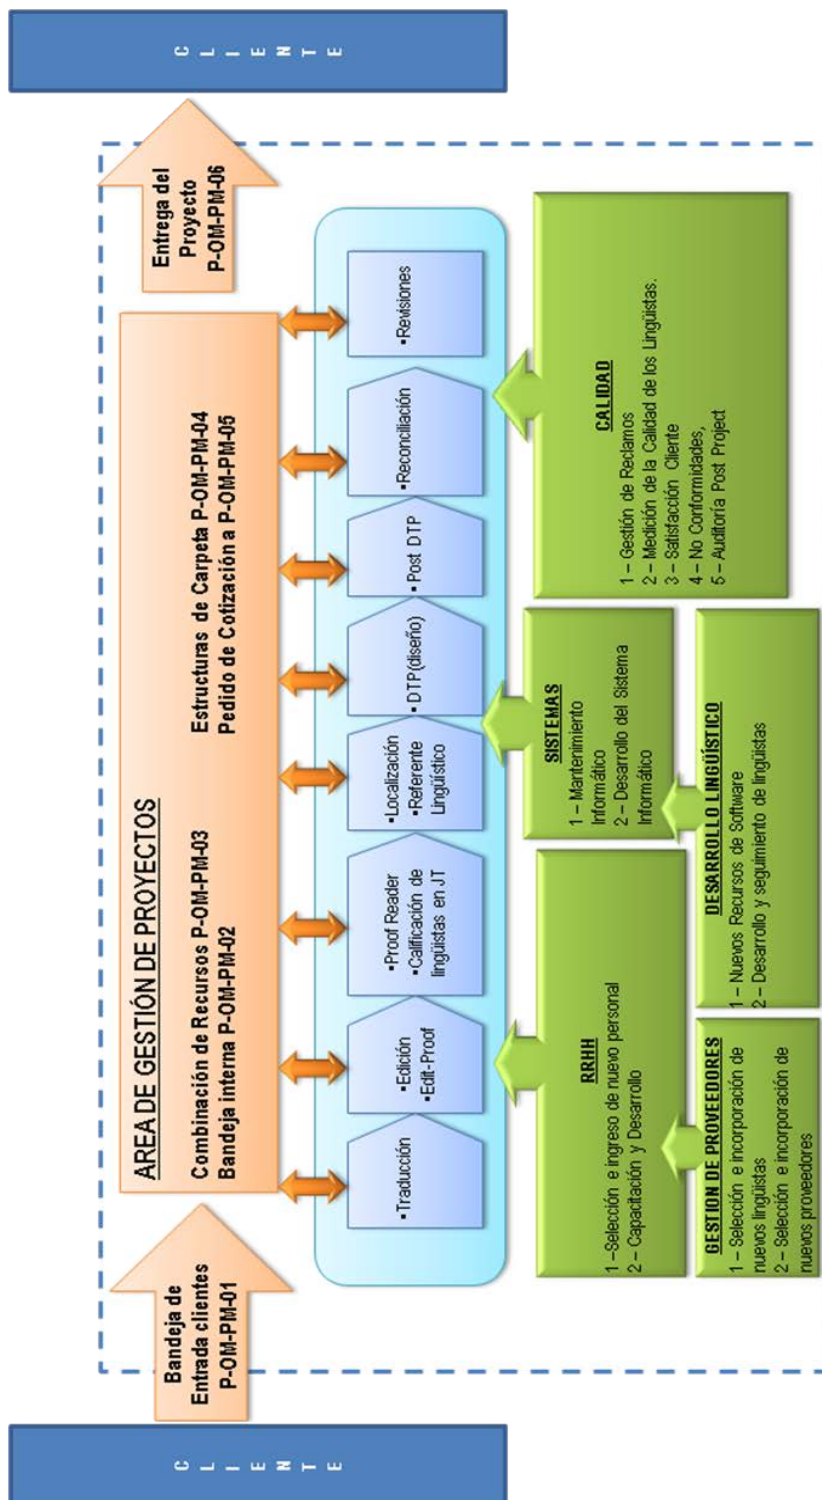 CLIENTE
Bandeja de
Entrada clientes
P-OM-PM-01
AREA DE GESTIÓN DE PROYECTOS
Combinación de Recursos P-OM-PM-03
Bandeja interna P-OM-PM-02
Estructuras de Carpeta P-OM-PM-04
Pedido de Cotización a P-OM-PM-05
Entrega del
Proyecto
P-OM-PM-06
CLIENTE
▪Traducción
▪Edición
▪Edit-Proof
▪Proof Reader
▪Calificación de
lingüistas en JT
▪Localización
▪Referente
Lingüístico
▪DTP(diseño)
▪Post DTP
▪Reconciliación
▪Revisiones
RRHH
1 –Selección e ingreso de nuevo personal
2 – Capacitación y Desarrollo
SISTEMAS
1 – Mantenimiento
Informático
2 – Desarrollo del Sistema
Informático
CALIDAD
1 – Gestión de Reclamos
2 – Medición de la Calidad de los Lingüistas.
3 – Satisfacción Cliente
4 – No Conformidades,
5 – Auditoría Post Project
GESTION DE PROVEEDORES
1 – Selección e incorporación de
nuevos lingüistas
2 – Selección e incorporación de
nuevos proveedores
DESARROLLO LINGÜÍSTICO
1 – Nuevos Recursos de Software
2 – Desarrollo y seguimiento de lingüistas